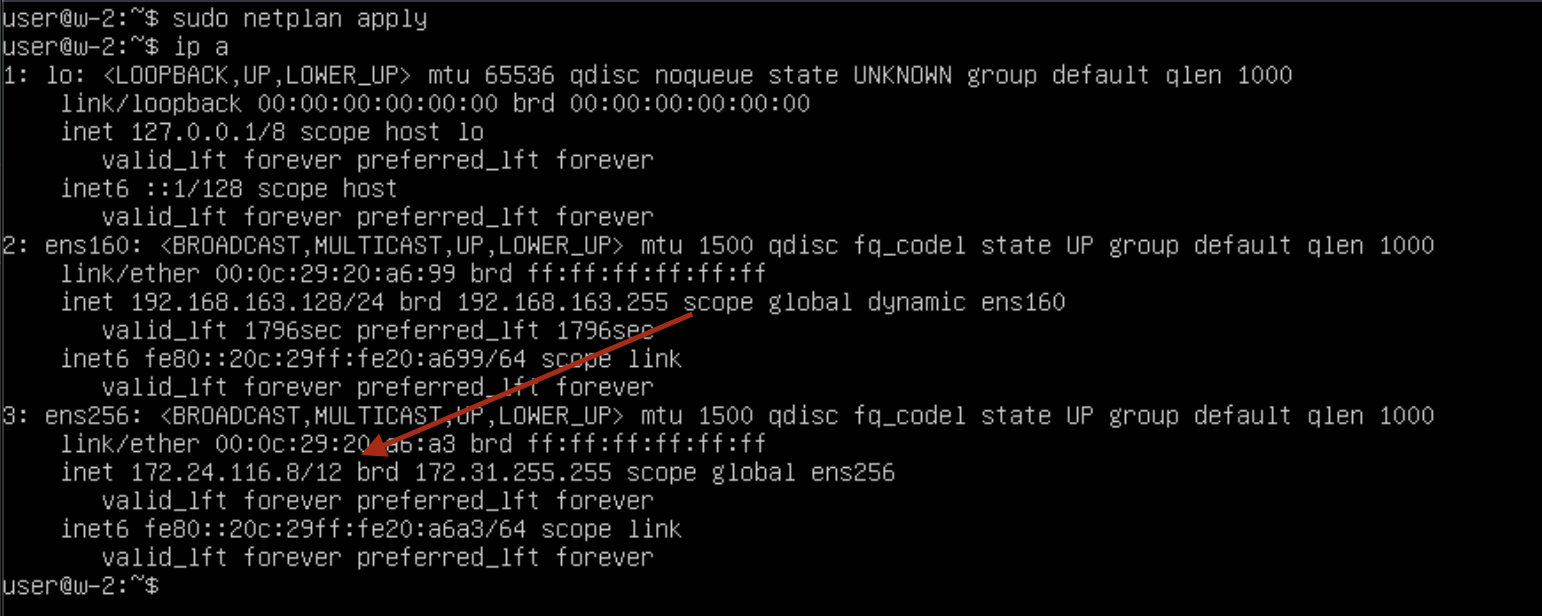 user@w-2:~$ sudo netplan apply
user@w-2:~$ ip a
1: lo: <LOOPBACK,UP,LOWER_UP> mtu 65536 qdisc noqueue state UNKNOWN group default qlen 1000
    link/loopback 00:00:00:00:00:00 brd 00:00:00:00:00:00
    inet 127.0.0.1/8 scope host lo
       valid_lft forever preferred_lft forever
    inet6 ::1/128 scope host
       valid_lft forever preferred_lft forever
2: ens160: <BROADCAST,MULTICAST,UP,LOWER_UP> mtu 1500 qdisc fq_codel state UP group default qlen 1000
    link/ether 00:0c:29:20:a6:99 brd ff:ff:ff:ff:ff:ff
    inet 192.168.163.128/24 brd 192.168.163.255 scope global dynamic ens160
       valid_lft 1796sec preferred_lft 1796sec
    inet6 fe80::20c:29ff:fe20:a699/64 scope link
       valid_lft forever preferred_lft forever
3: ens256: <BROADCAST,MULTICAST,UP,LOWER_UP> mtu 1500 qdisc fq_codel state UP group default qlen 1000
    link/ether 00:0c:29:20:a6:a3 brd ff:ff:ff:ff:ff:ff
    inet 172.24.116.8/12 brd 172.31.255.255 scope global ens256
       valid_lft forever preferred_lft forever
    inet6 fe80::20c:29ff:fe20:a6a3/64 scope link
       valid_lft forever preferred_lft forever
user@w-2:~$